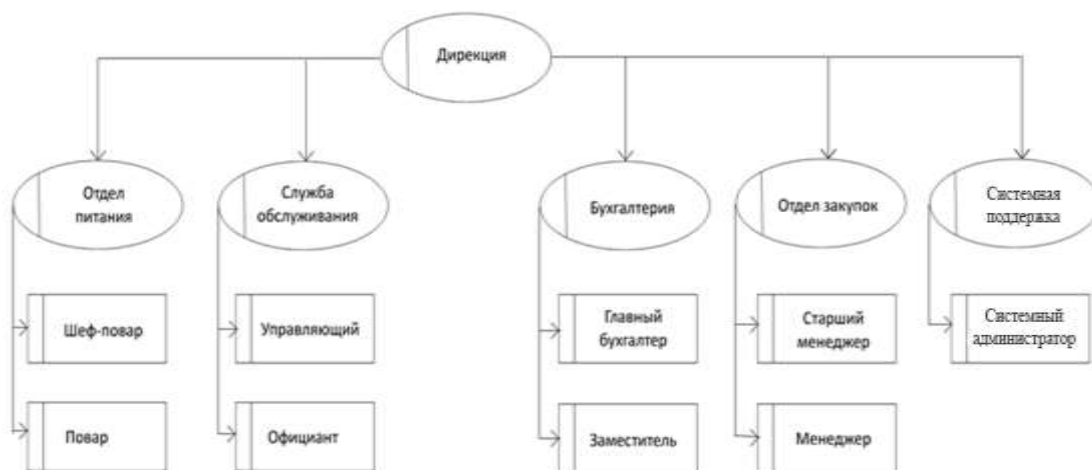 Дирекция
Отдел
питания
Служба
обслуживания
Бухгалтерия
Отдел закупок
Системная
поддержка
Шеф-повар
Управляющий
Главный
бухгалтер
Старший
менеджер
Системный
администратор
Повар
Официант
Заместитель
Менеджер